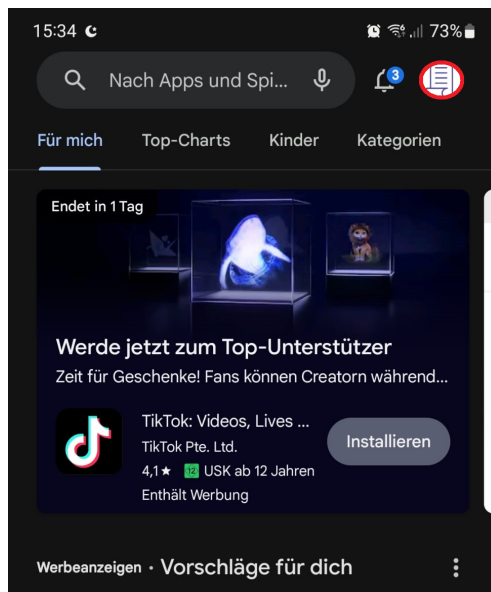 15:34
73%
Nach Apps und Spi...
3
Für mich
Top-Charts
Kinder
Kategorien
Endet in 1 Tag
Werde jetzt zum Top-Unterstützer
Zeit für Geschenke! Fans können Creatorn während...
TikTok: Videos, Lives ...
TikTok Pte. Ltd.
Installieren
4,1★ 12 USK ab 12 Jahren
Enthält Werbung
Werbeanzeigen · Vorschläge für dich